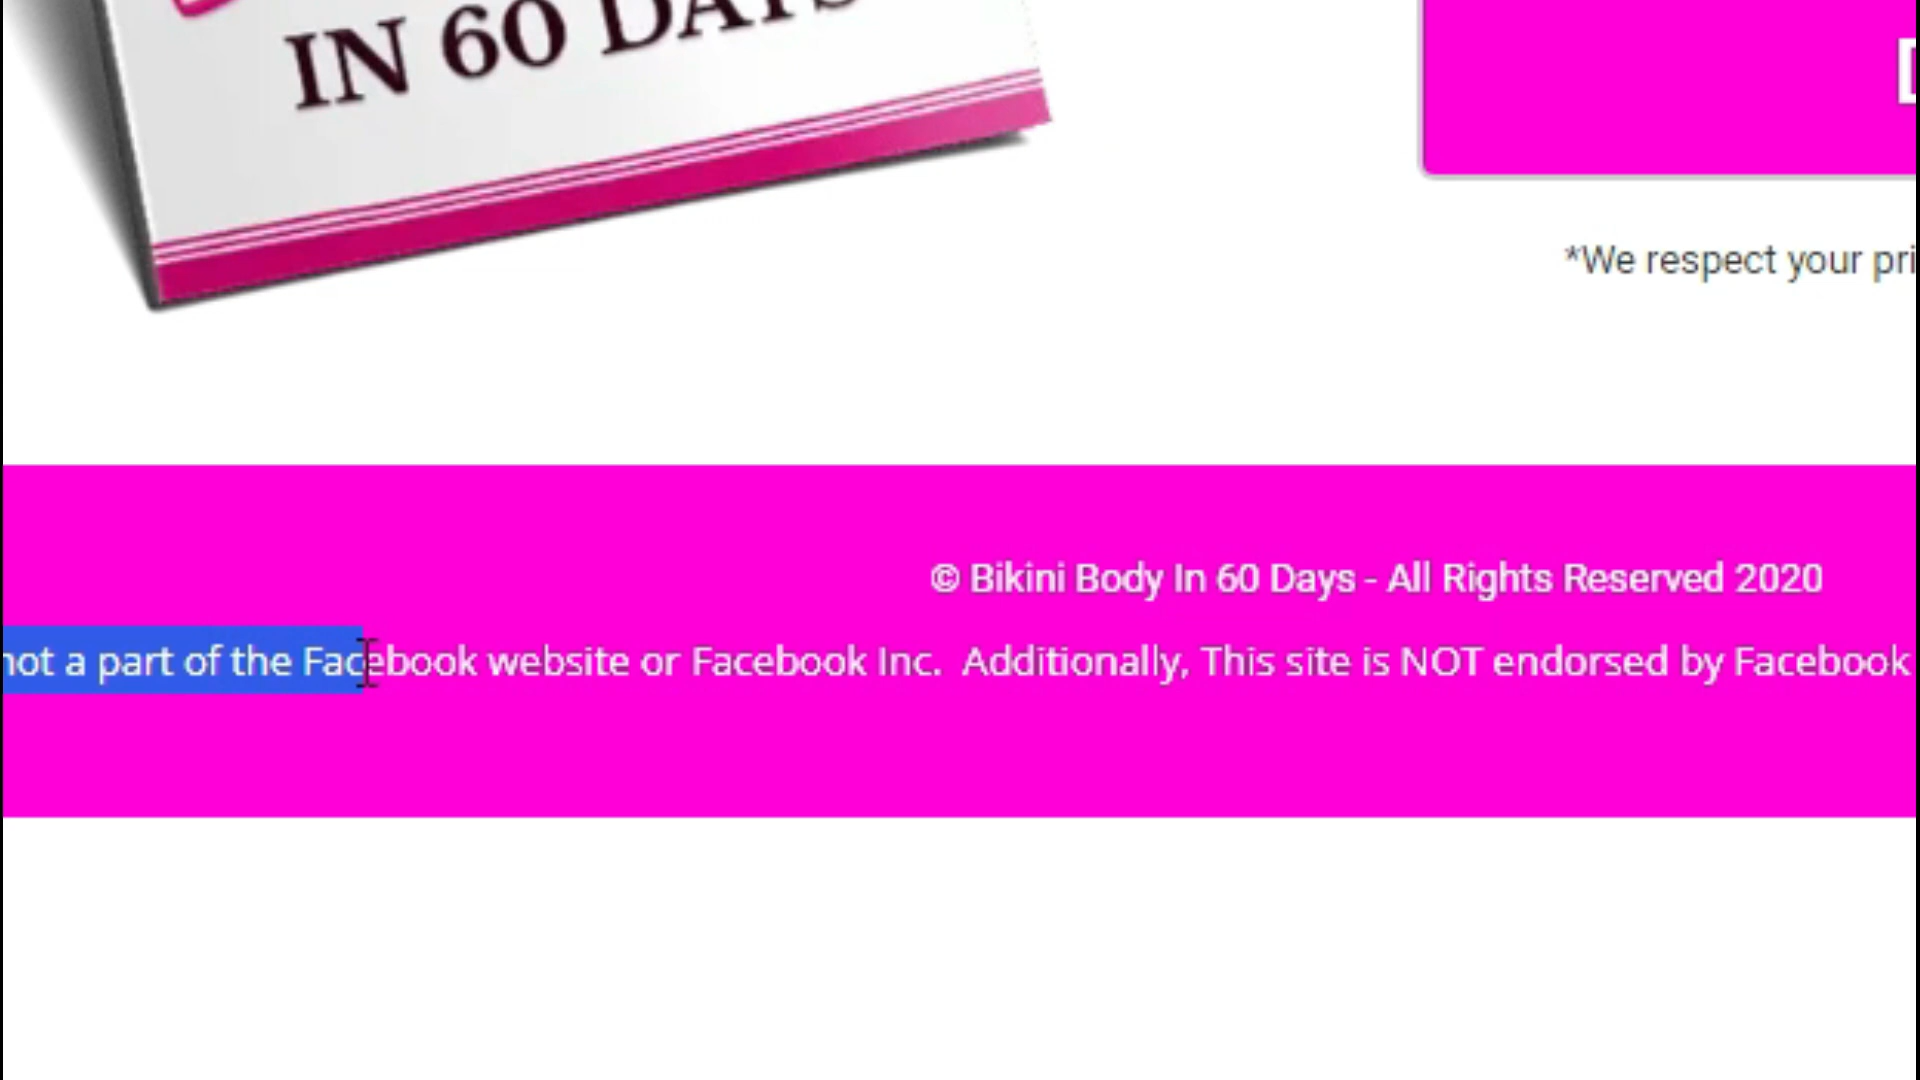 IN 60 DAYS
*We respect your pri
© Bikini Body In 60 Days - All Rights Reserved 2020
not a part of the Facebook website or Facebook Inc.  Additionally, This site is NOT endorsed by Facebook